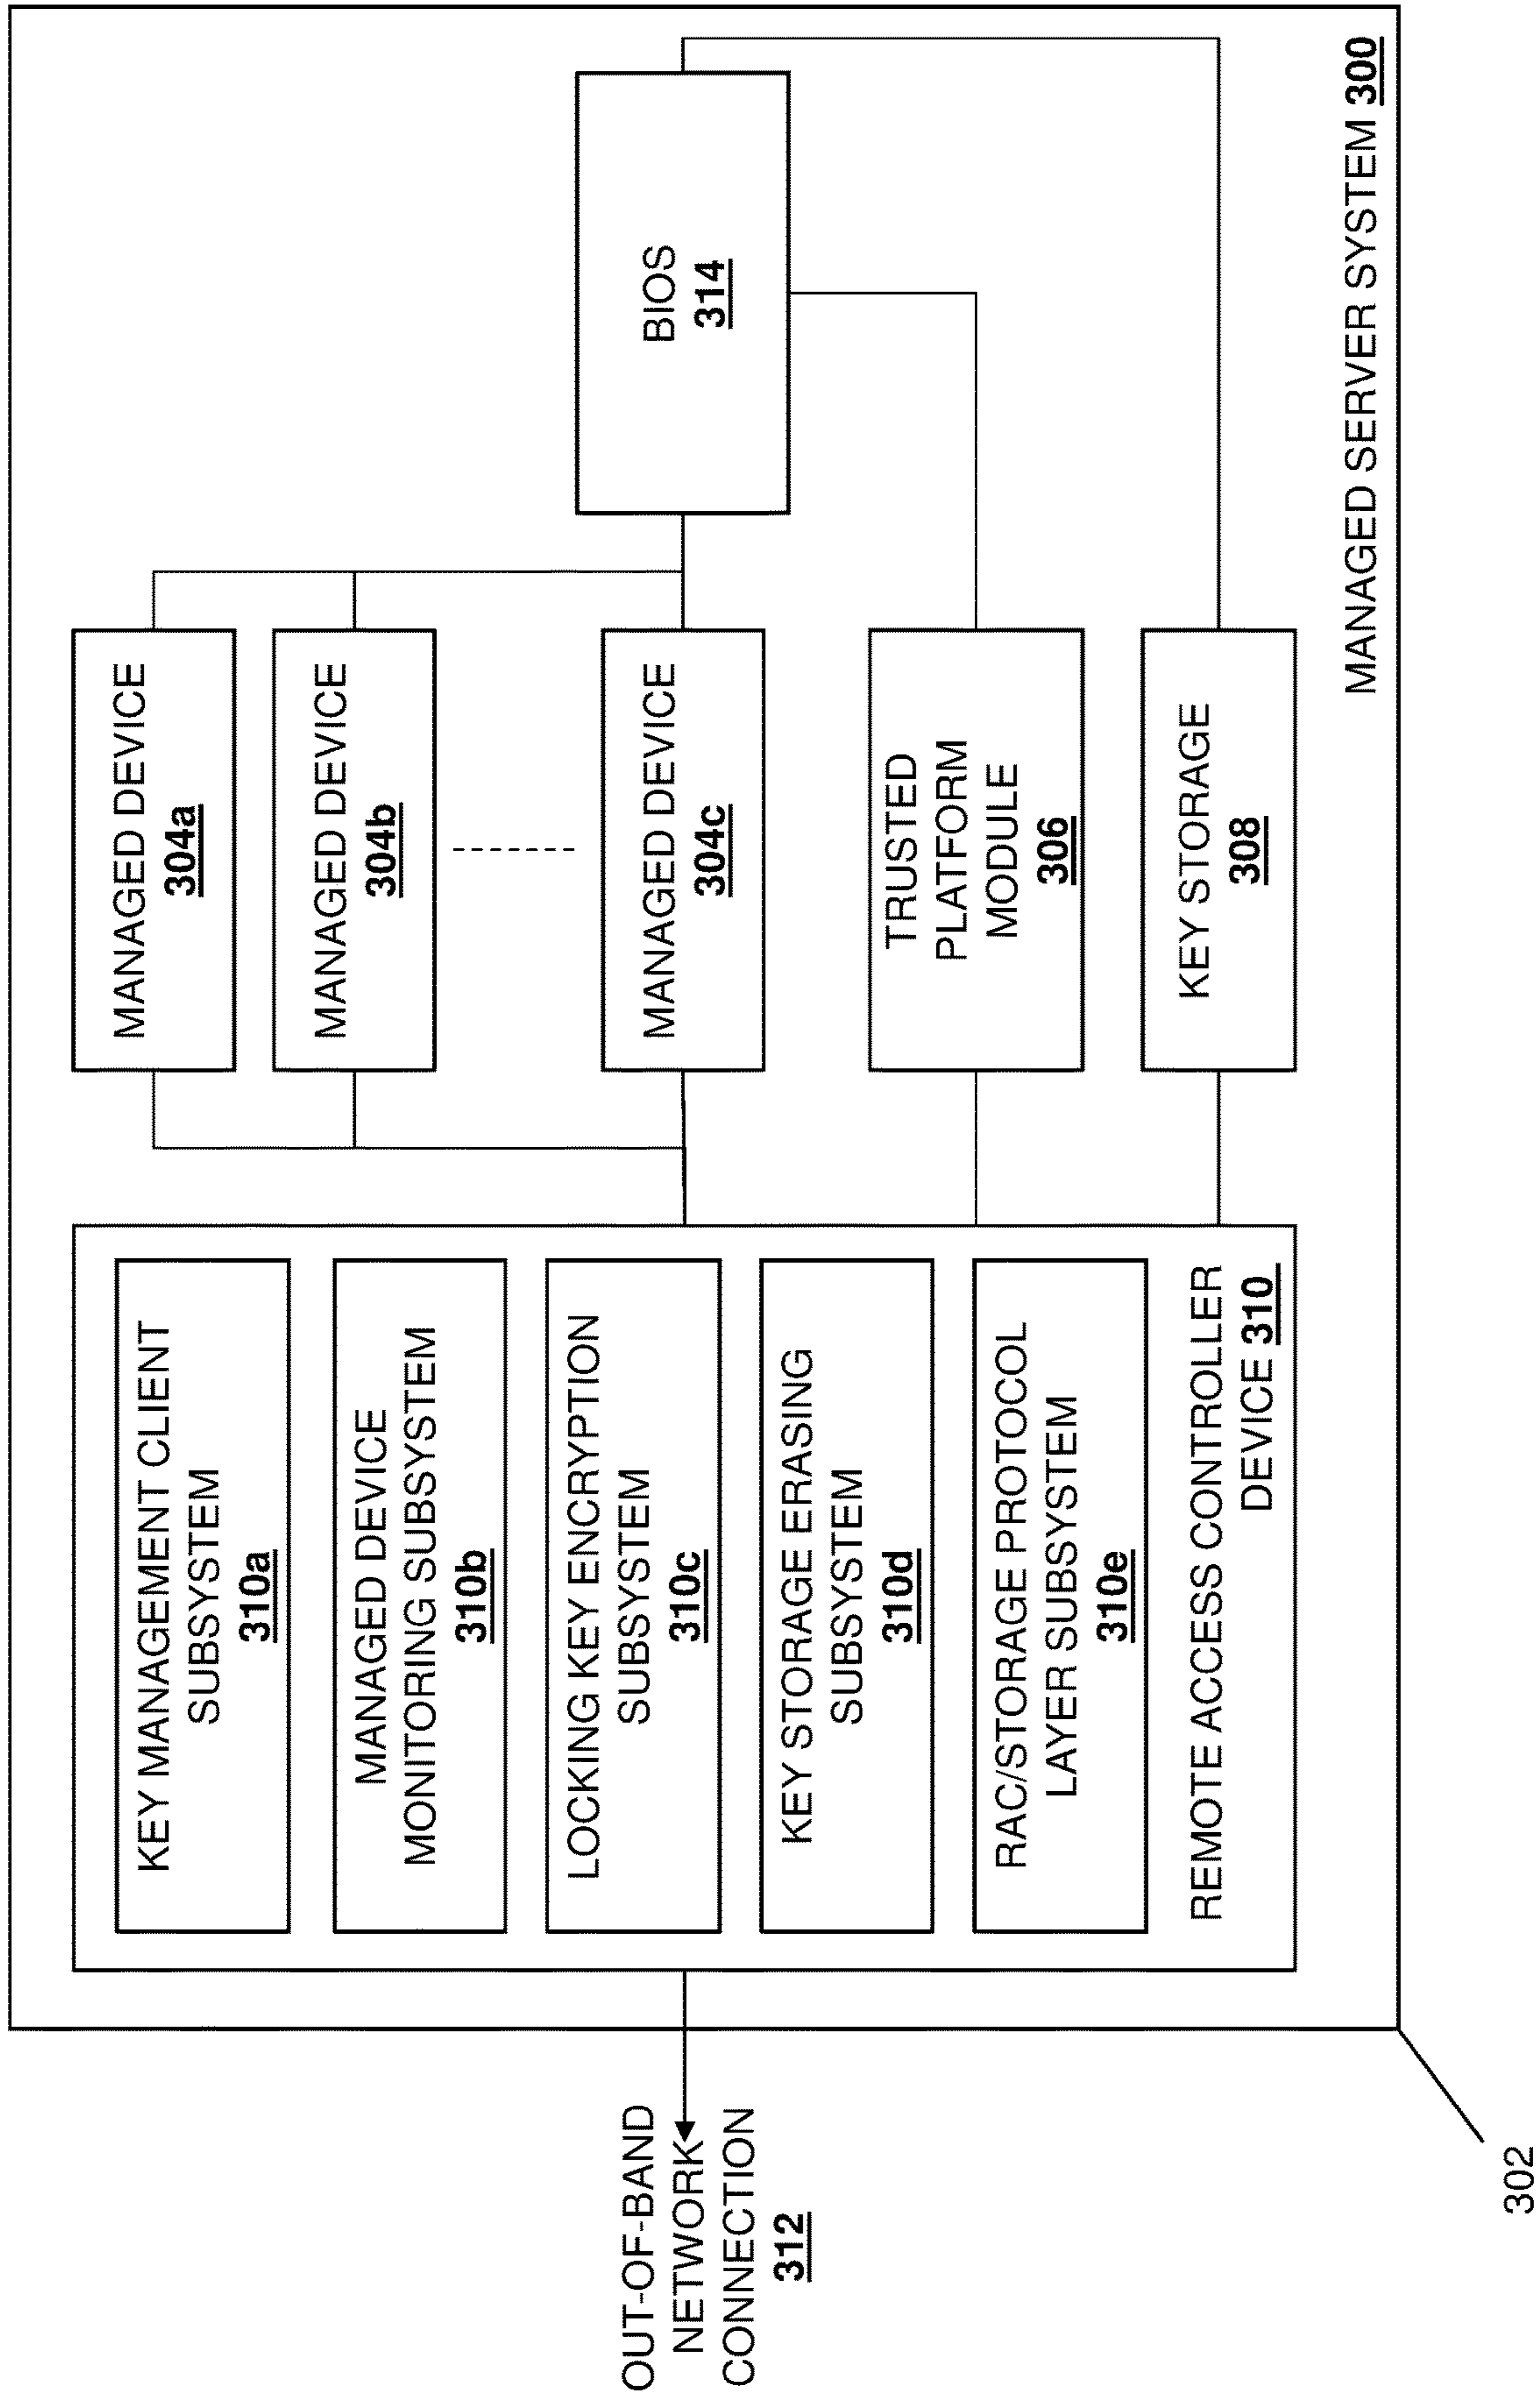 OUT-OF-BAND
NETWORK
CONNECTION
312
KEY MANAGEMENT CLIENT
SUBSYSTEM
310a
MANAGED DEVICE
MONITORING SUBSYSTEM
310b
LOCKING KEY ENCRYPTION
SUBSYSTEM
310c
KEY STORAGE ERASING
SUBSYSTEM
310d
RAC/STORAGE PROTOCOL
LAYER SUBSYSTEM
310e
REMOTE ACCESS CONTROLLER
DEVICE 310
MANAGED DEVICE
304a
MANAGED DEVICE
304b
MANAGED DEVICE
304c
TRUSTED
PLATFORM
MODULE
306
KEY STORAGE
308
BIOS
314
MANAGED SERVER SYSTEM 300
302